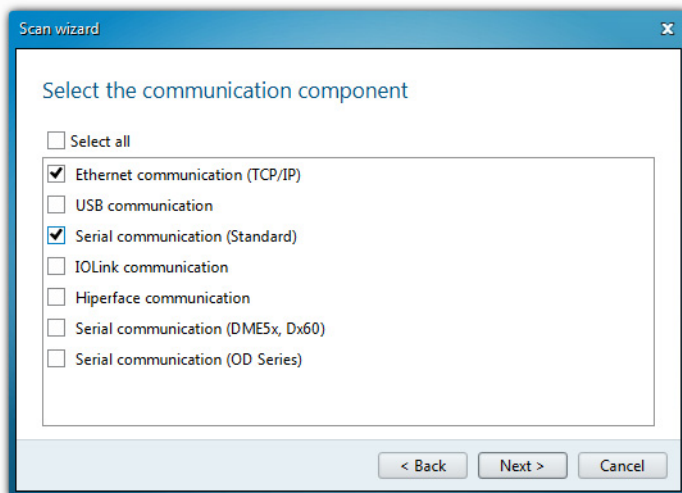 Scan wizard
Select the communication component
Select all
Ethernet communication (TCP/IP)
USB communication
Serial communication (Standard)
IOLink communication
Hiperface communication
Serial communication (DME5x, Dx60)
Serial communication (OD Series)
< Back Next > Cancel